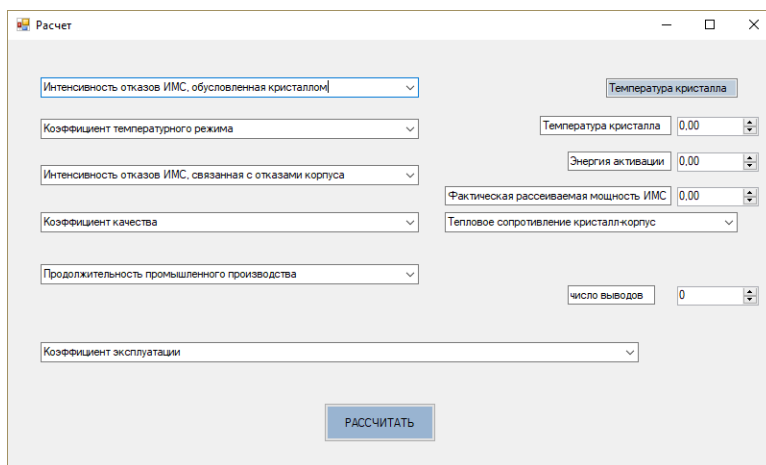 Расчет
Интенсивность отказов ИМС, обусловленная кристаллом
Температура кристалла
Коэффициент температурного режима
Температура кристалла 0,00
Энергия активации 0,00
Интенсивность отказов ИМС, связанная с отказами корпуса
Фактическая рассеиваемая мощность ИМС 0,00
Коэффициент качества
Тепловое сопротивление кристалл-корпус
Продолжительность промышленного производства
число выводов 0
Коэффициент эксплуатации
РАССЧИТАТЬ